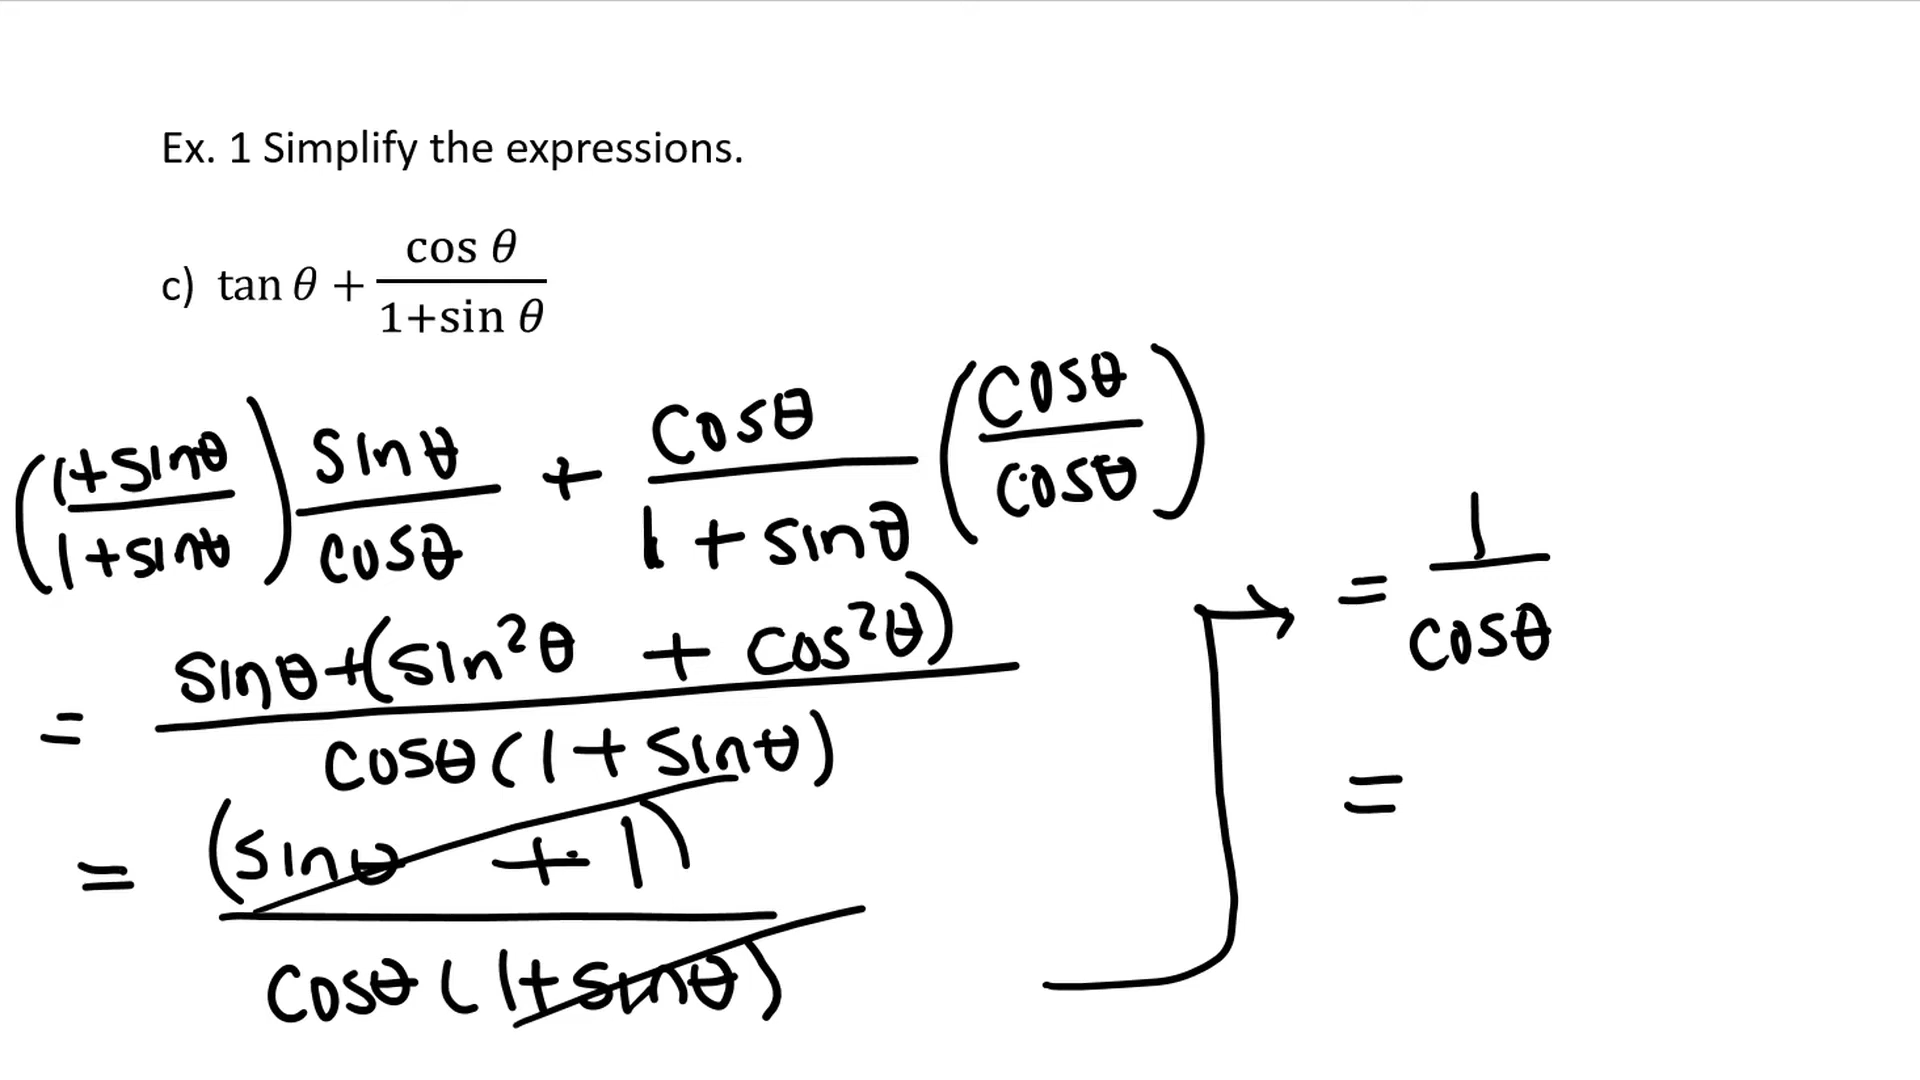 Ex. 1 Simplify the expressions.
c) tan θ + cos θ / 1+sin θ
(1+sinθ / 1+sinθ) sinθ / cosθ + cosθ / 1+sinθ (cosθ / cosθ)
= sinθ+(sin²θ + cos²θ) / cosθ(1+sinθ)
= (sinθ + 1) / cosθ(1+sinθ)
= 1 / cosθ
=